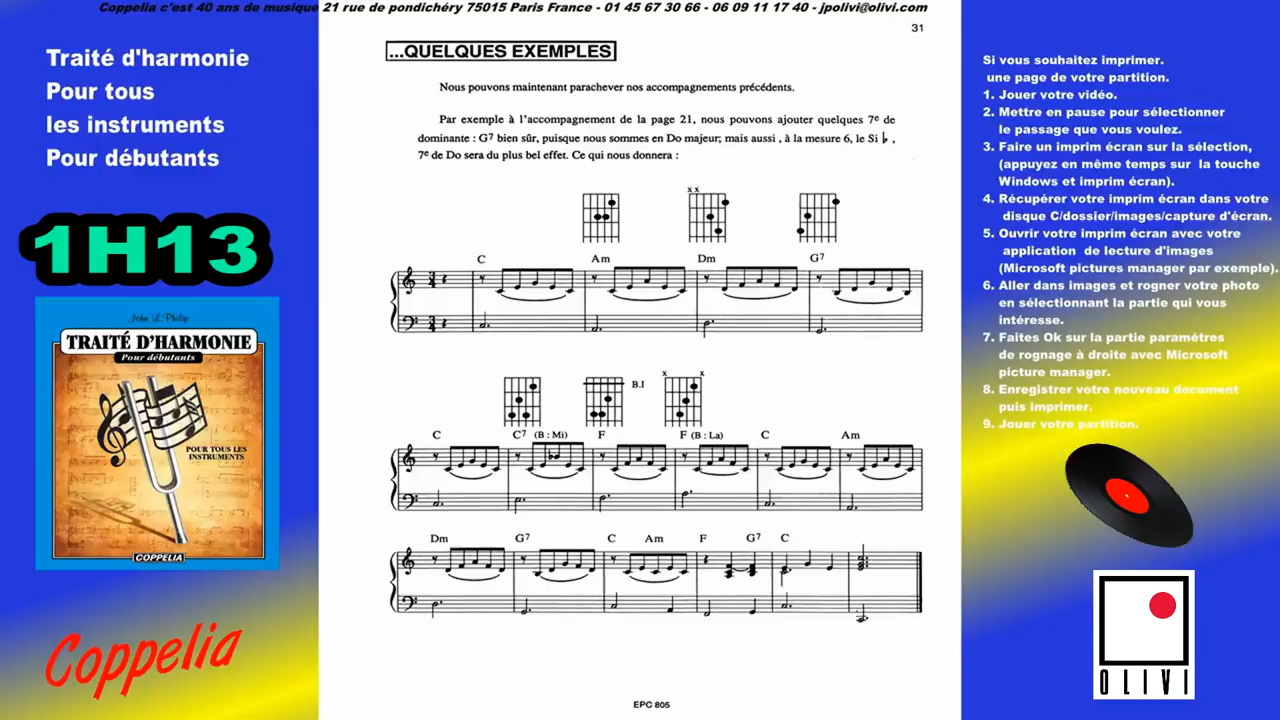 Coppelia c'est 40 ans de musique 21 rue de pondichéry 75015 Paris France - 01 45 67 30 66 - 06 09 11 17 40 - jpolivi@olivi.com
Traité d'harmonie
Pour tous
les instruments
Pour débutants
1H13
John L. Philip
TRAITÉ D'HARMONIE
Pour débutants
POUR TOUS LES
INSTRUMENTS
COPPELIA
Coppelia
31
...QUELQUES EXEMPLES
Nous pouvons maintenant parachever nos accompagnements précédents.
Par exemple à l'accompagnement de la page 21, nous pouvons ajouter quelques 7e de
dominante : G7 bien sûr, puisque nous sommes en Do majeur; mais aussi , à la mesure 6, le Si ♭ ,
7e de Do sera du plus bel effet. Ce qui nous donnera :
x x
C Am Dm G7
3 4
3 4
B.I x x
C C7 (B : Mi) F F (B : La) C Am
Dm G7 C Am F G7 C
EPC 805
Si vous souhaitez imprimer.
une page de votre partition.
1. Jouer votre vidéo.
2. Mettre en pause pour sélectionner
le passage que vous voulez.
3. Faire un imprim écran sur la sélection,
(appuyez en même temps sur la touche
Windows et imprim écran).
4. Récupérer votre imprim écran dans votre
disque C/dossier/images/capture d'écran.
5. Ouvrir votre imprim écran avec votre
application de lecture d'images
(Microsoft pictures manager par exemple).
6. Aller dans images et rogner votre photo
en sélectionnant la partie qui vous
intéresse.
7. Faites Ok sur la partie paramétres
de rognage à droite avec Microsoft
picture manager.
8. Enregistrer votre nouveau document
puis imprimer.
9. Jouer votre partition.
OLIVI